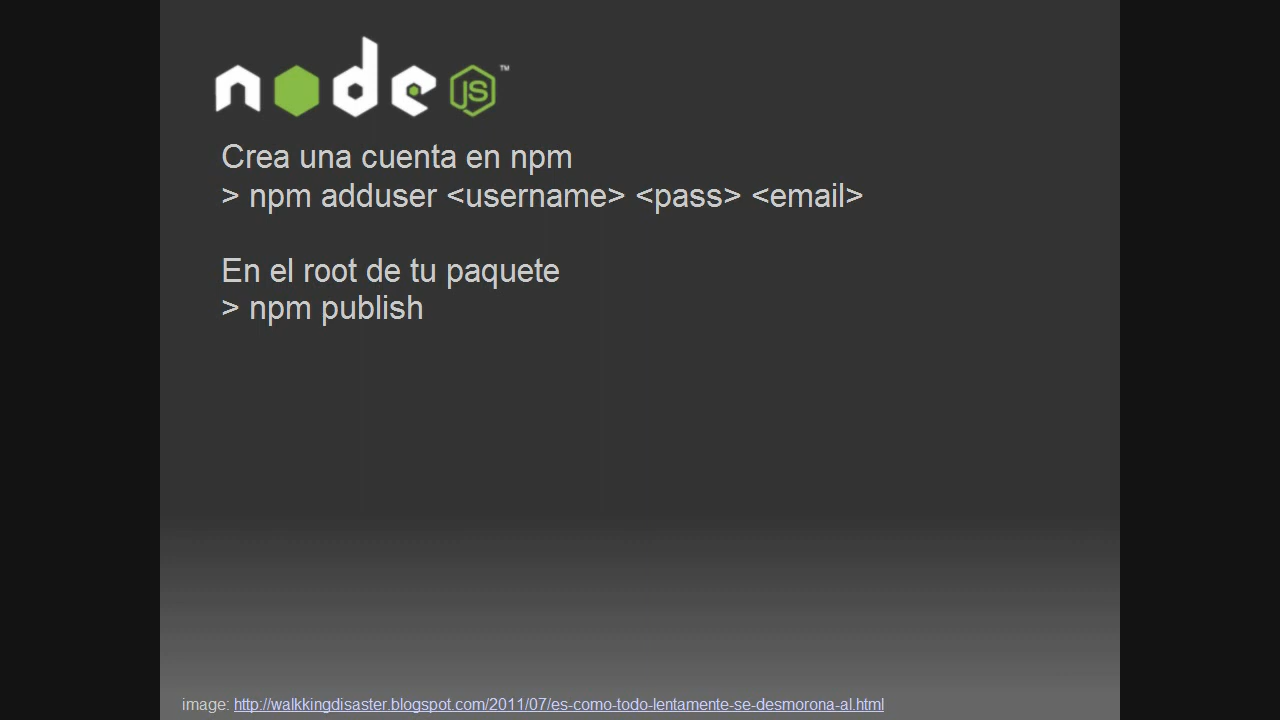 node JS ™
Crea una cuenta en npm
> npm adduser <username> <pass> <email>
En el root de tu paquete
> npm publish
image: http://walkkingdisaster.blogspot.com/2011/07/es-como-todo-lentamente-se-desmorona-al.html